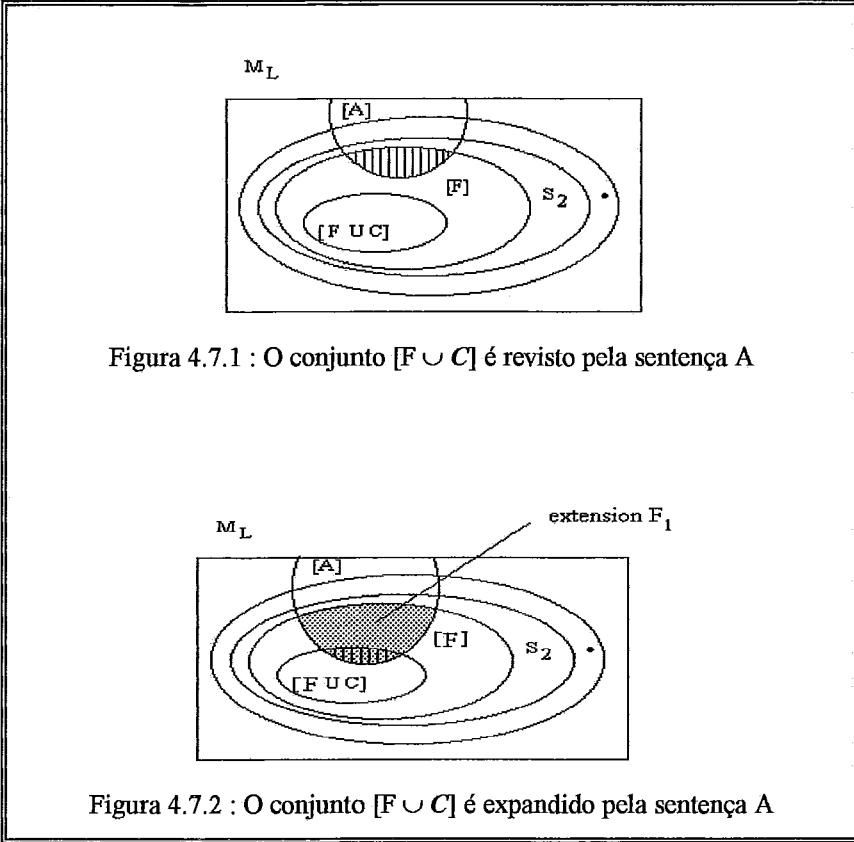 M_L
[A]
[F]
S_2
[F U C]
Figura 4.7.1 : O conjunto [F ∪ C] é revisto pela sentença A
extension F_1
M_L
[A]
[F]
S_2
[F U C]
Figura 4.7.2 : O conjunto [F ∪ C] é expandido pela sentença A